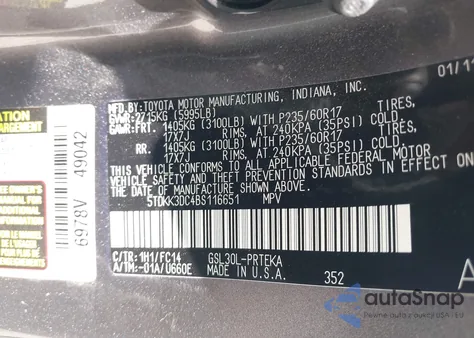 MFD.BY: TOYOTA MOTOR MANUFACTURING, INDIANA, INC. 01/11
GVWR: 2715KG (5995LB)
GAWR: FRT. 1405KG (3100LB) WITH P235/60R17 TIRES,
17X7J RIMS, AT 240KPA (35PSI) COLD.
RR. 1405KG (3100LB) WITH P235/60R17 TIRES,
17X7J RIMS, AT 240KPA (35PSI) COLD.
THIS VEHICLE CONFORMS TO ALL APPLICABLE FEDERAL MOTOR
VEHICLE SAFETY AND THEFT PREVENTION STANDARDS IN EFFECT ON
THE DATE OF MANUFACTURE SHOWN ABOVE.
5TDKK3DC4BS116651 MPV
C/TR: 1H1/FC14 GSL30L-PRTEKA
A/TM: -01A/U660E MADE IN U.S.A. 352
6978V 49042
autoSnap